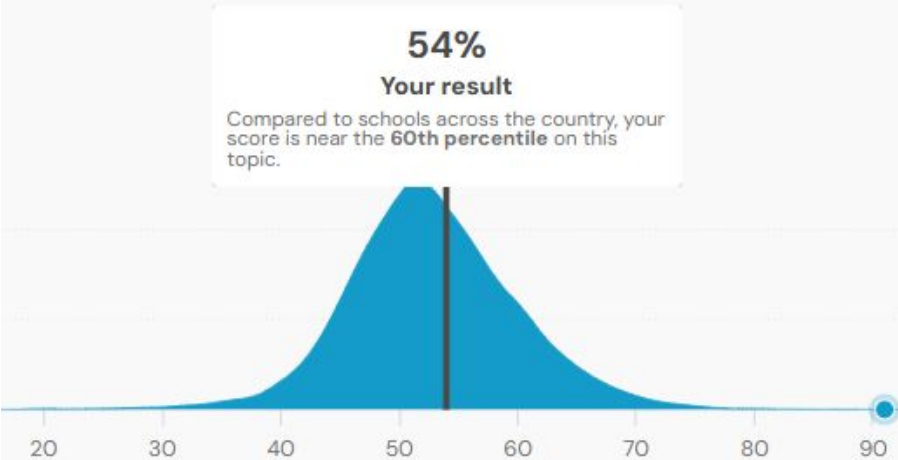 54%
Your result
Compared to schools across the country, your
score is near the 60th percentile on this
topic.
20 30 40 50 60 70 80 90